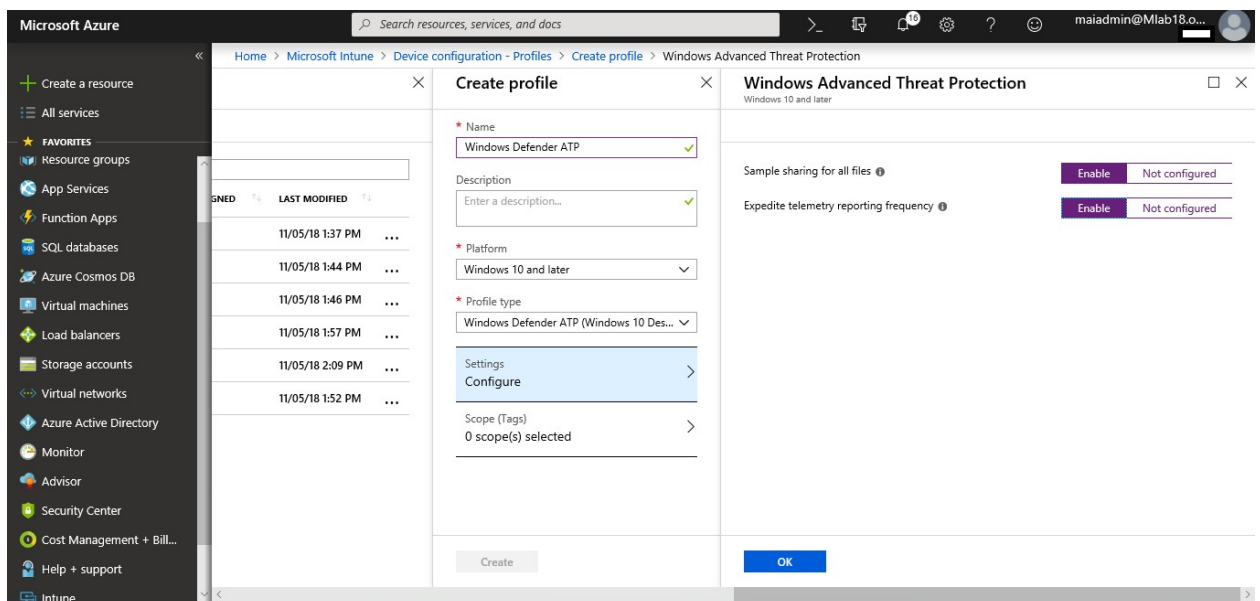 Microsoft Azure
Search resources, services, and docs
16
maiadmin@Mlab18.o...
Home > Microsoft Intune > Device configuration - Profiles > Create profile > Windows Advanced Threat Protection
Create a resource
All services
FAVORITES
Resource groups
App Services
Function Apps
SQL databases
Azure Cosmos DB
Virtual machines
Load balancers
Storage accounts
Virtual networks
Azure Active Directory
Monitor
Advisor
Security Center
Cost Management + Bill...
Help + support
Intune
GNED LAST MODIFIED
11/05/18 1:37 PM ...
11/05/18 1:44 PM ...
11/05/18 1:46 PM ...
11/05/18 1:57 PM ...
11/05/18 2:09 PM ...
11/05/18 1:52 PM ...
Create profile
* Name
Windows Defender ATP
Description
Enter a description...
* Platform
Windows 10 and later
* Profile type
Windows Defender ATP (Windows 10 Des...
Settings
Configure
Scope (Tags)
0 scope(s) selected
Create
Windows Advanced Threat Protection
Windows 10 and later
Sample sharing for all files Enable Not configured
Expedite telemetry reporting frequency Enable Not configured
OK